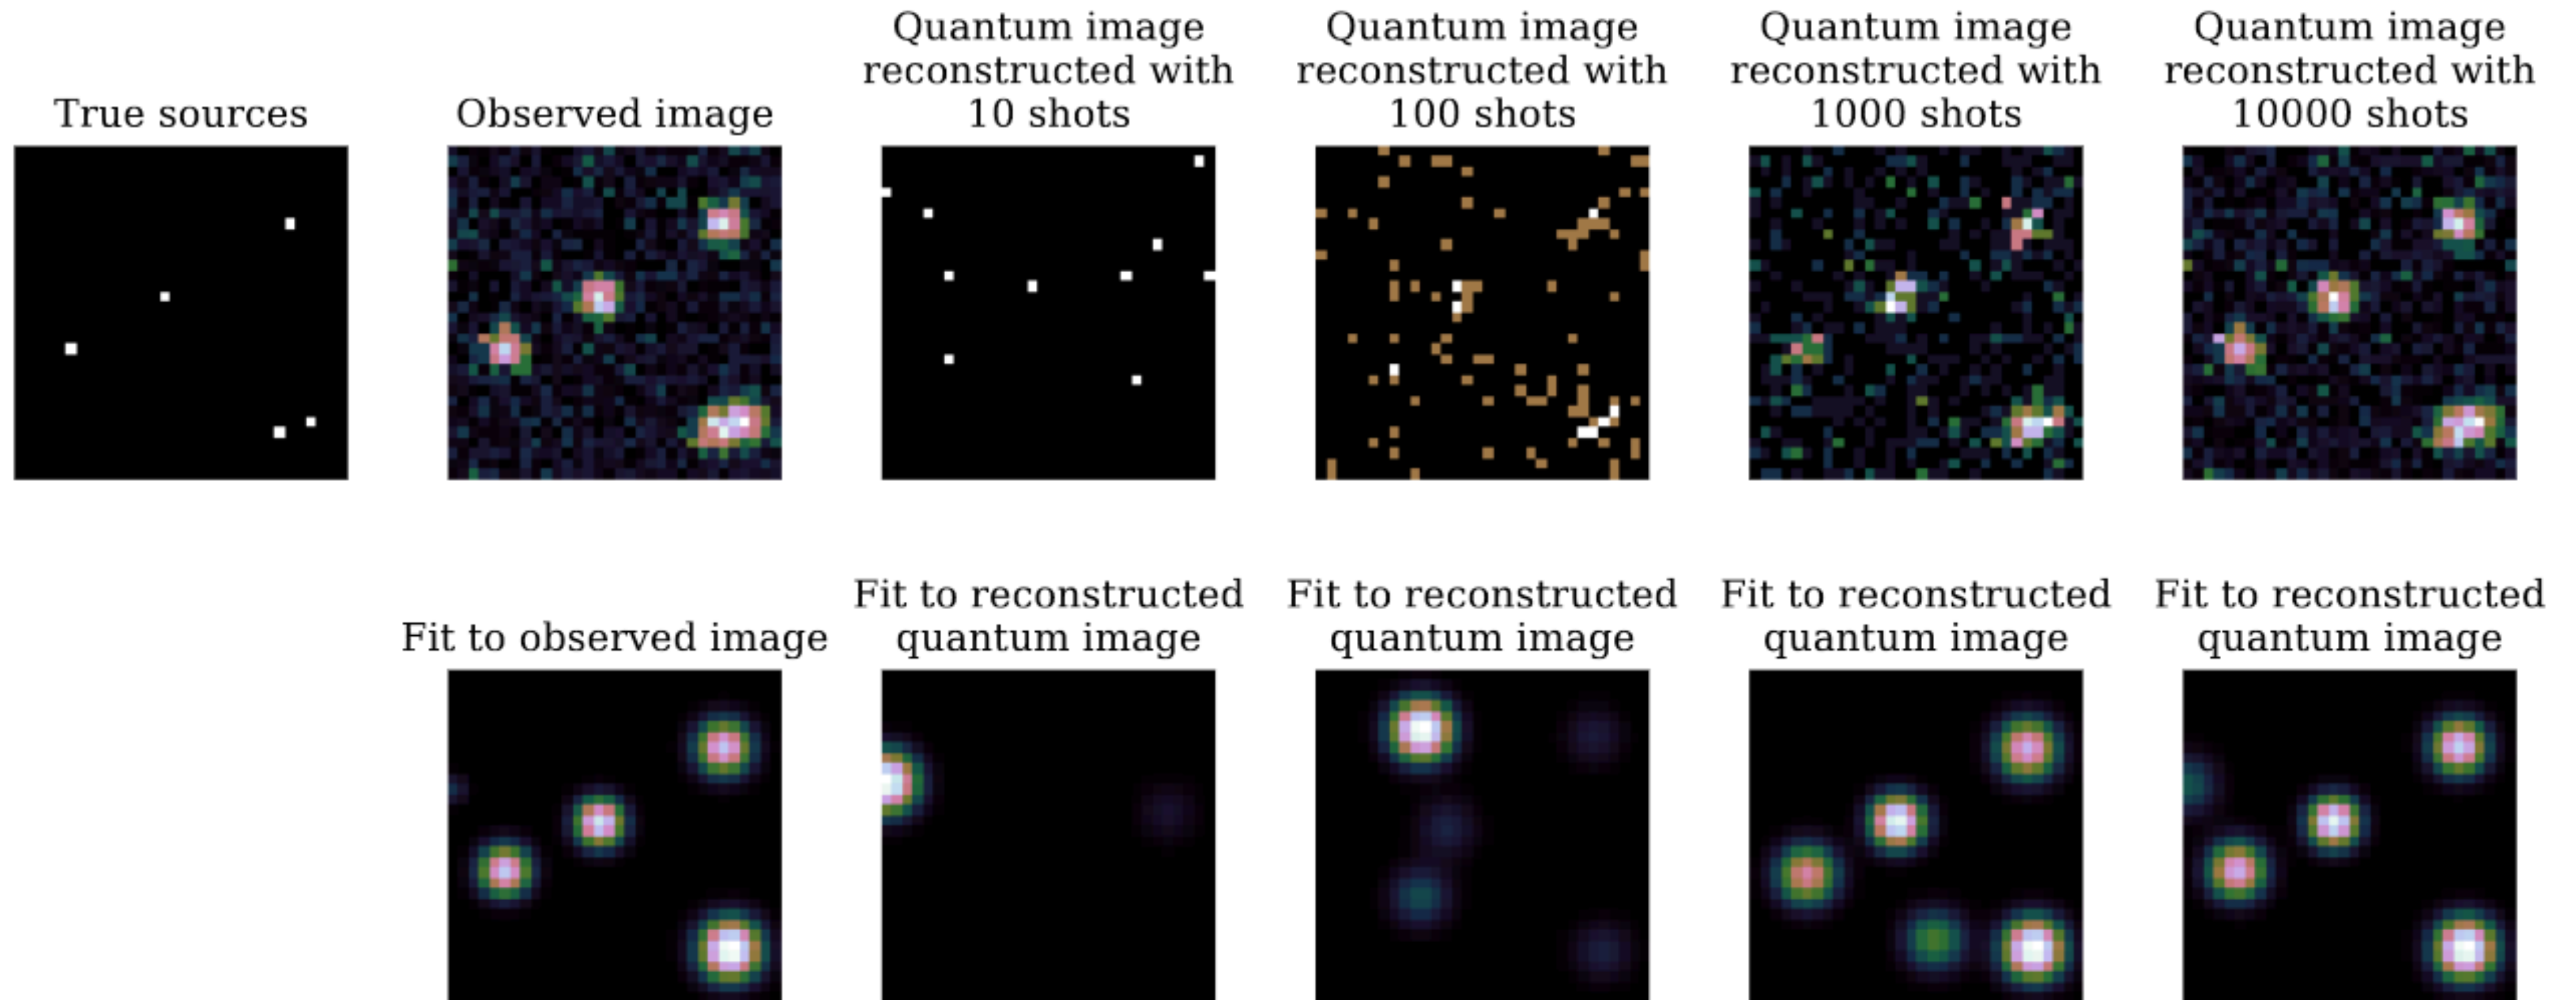 True sources
Observed image
Quantum image
reconstructed with
10 shots
Quantum image
reconstructed with
100 shots
Quantum image
reconstructed with
1000 shots
Quantum image
reconstructed with
10000 shots
Fit to observed image
Fit to reconstructed
quantum image
Fit to reconstructed
quantum image
Fit to reconstructed
quantum image
Fit to reconstructed
quantum image